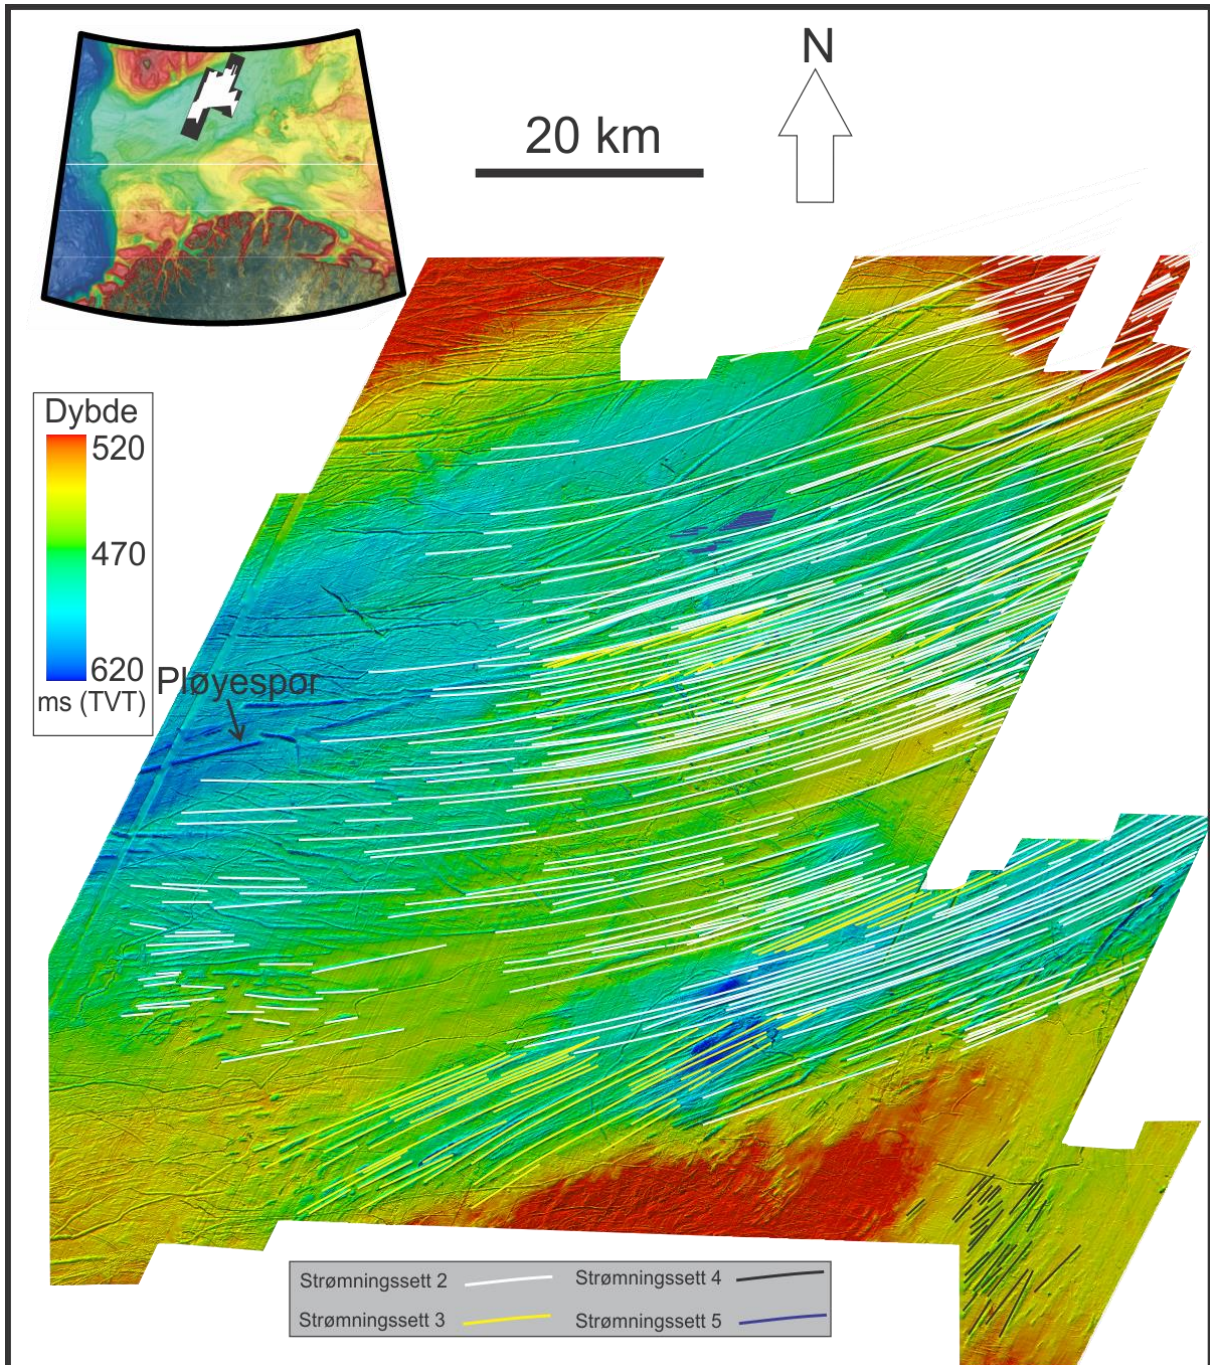 N
20 km
Dybde
520
470
620
ms (TVT)
Pløyespor
Strømningssett 2
Strømningssett 4
Strømningssett 3
Strømningssett 5